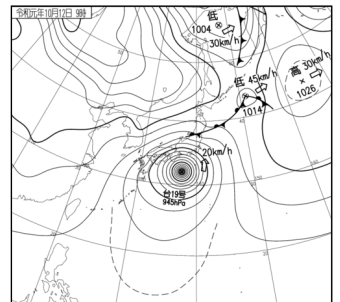 令和元年10月12日 9時
低
1004
30km/h
高 30km/h
1026
低 45km/h
1014
20km/h
台19号
945hPa